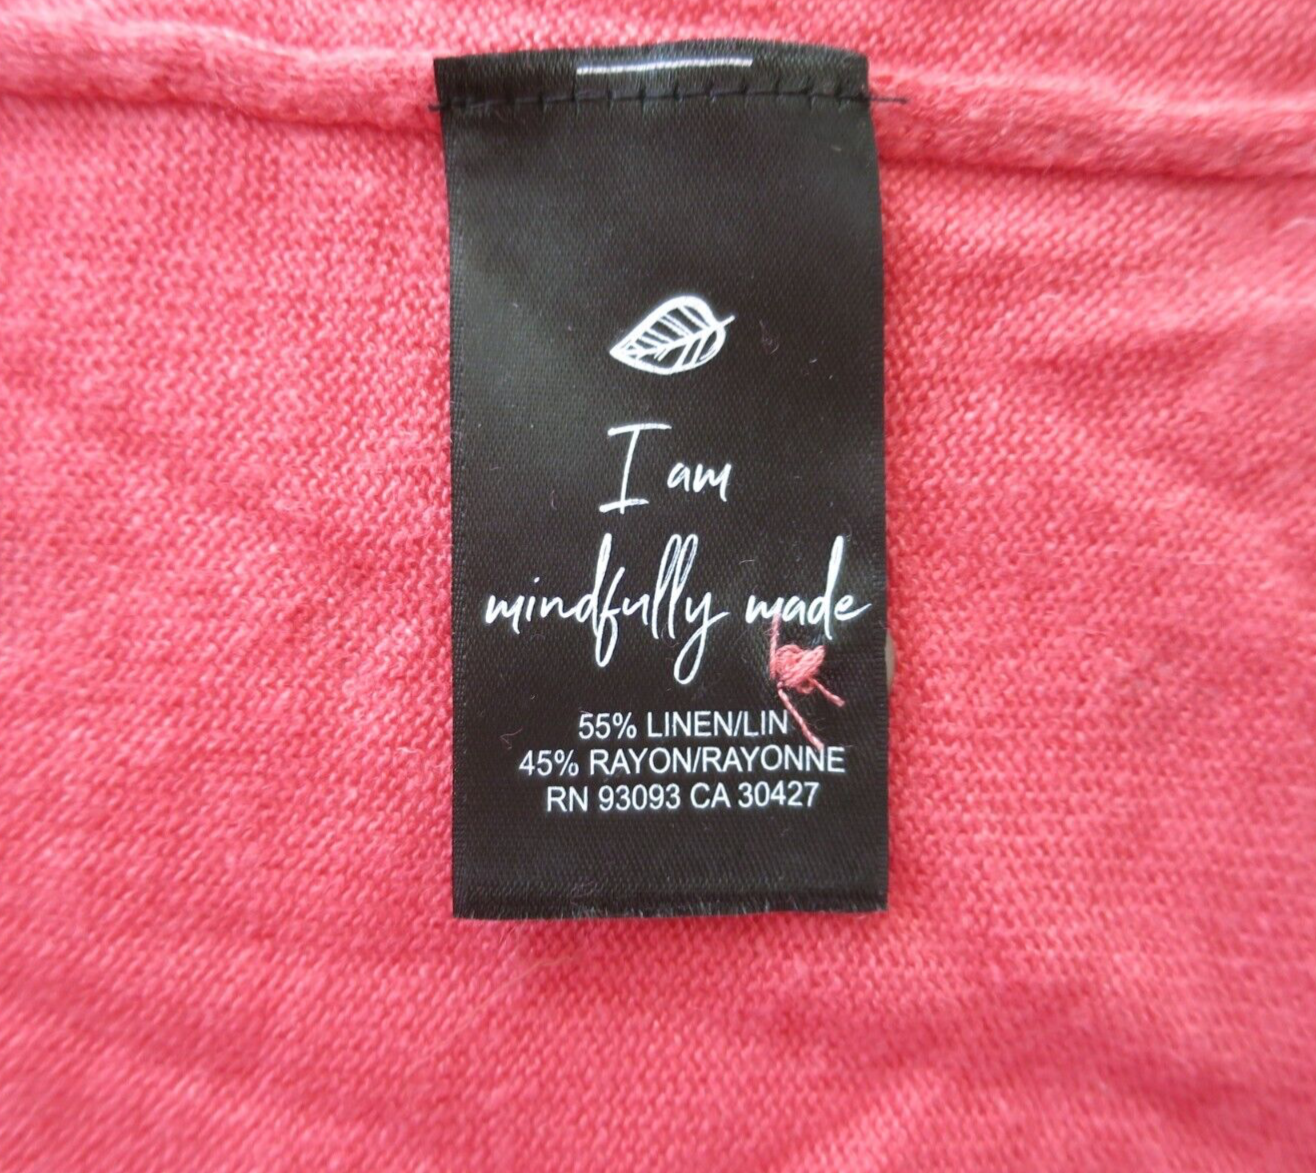 I am
mindfully made
55% LINEN/LIN
45% RAYON/RAYONNE
RN 93093 CA 30427